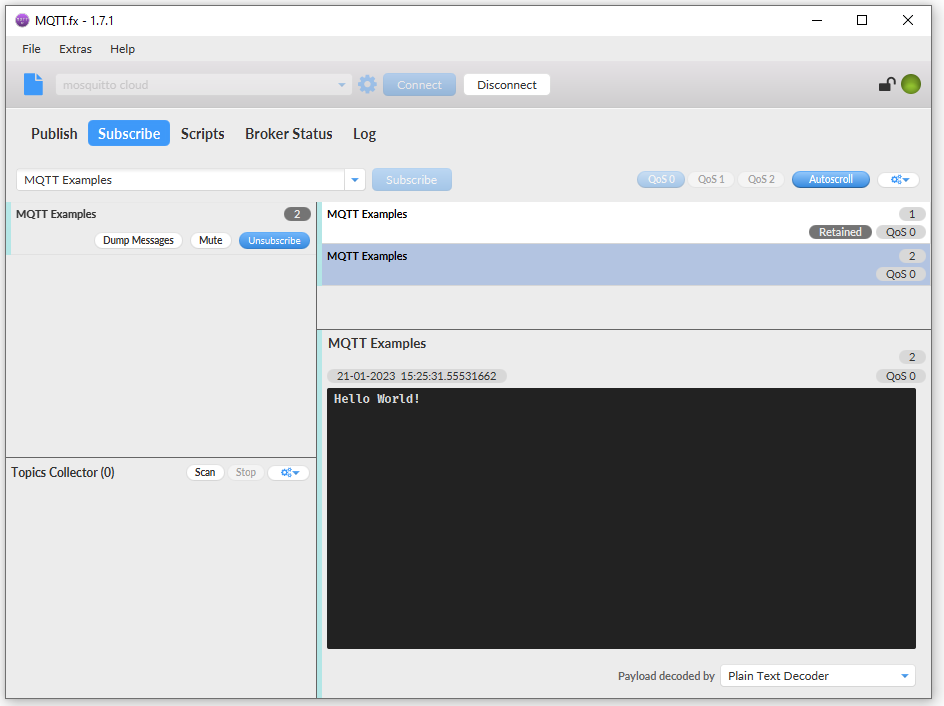 MQTT.fx - 1.7.1
File Extras Help
mosquitto cloud Connect Disconnect
Publish Subscribe Scripts Broker Status Log
MQTT Examples Subscribe QoS 0 QoS 1 QoS 2 Autoscroll
MQTT Examples 2
Dump Messages Mute Unsubscribe
MQTT Examples 1
Retained QoS 0
MQTT Examples 2
QoS 0
MQTT Examples
2
21-01-2023 15:25:31.55531662 QoS 0
Hello World!
Topics Collector (0) Scan Stop
Payload decoded by Plain Text Decoder